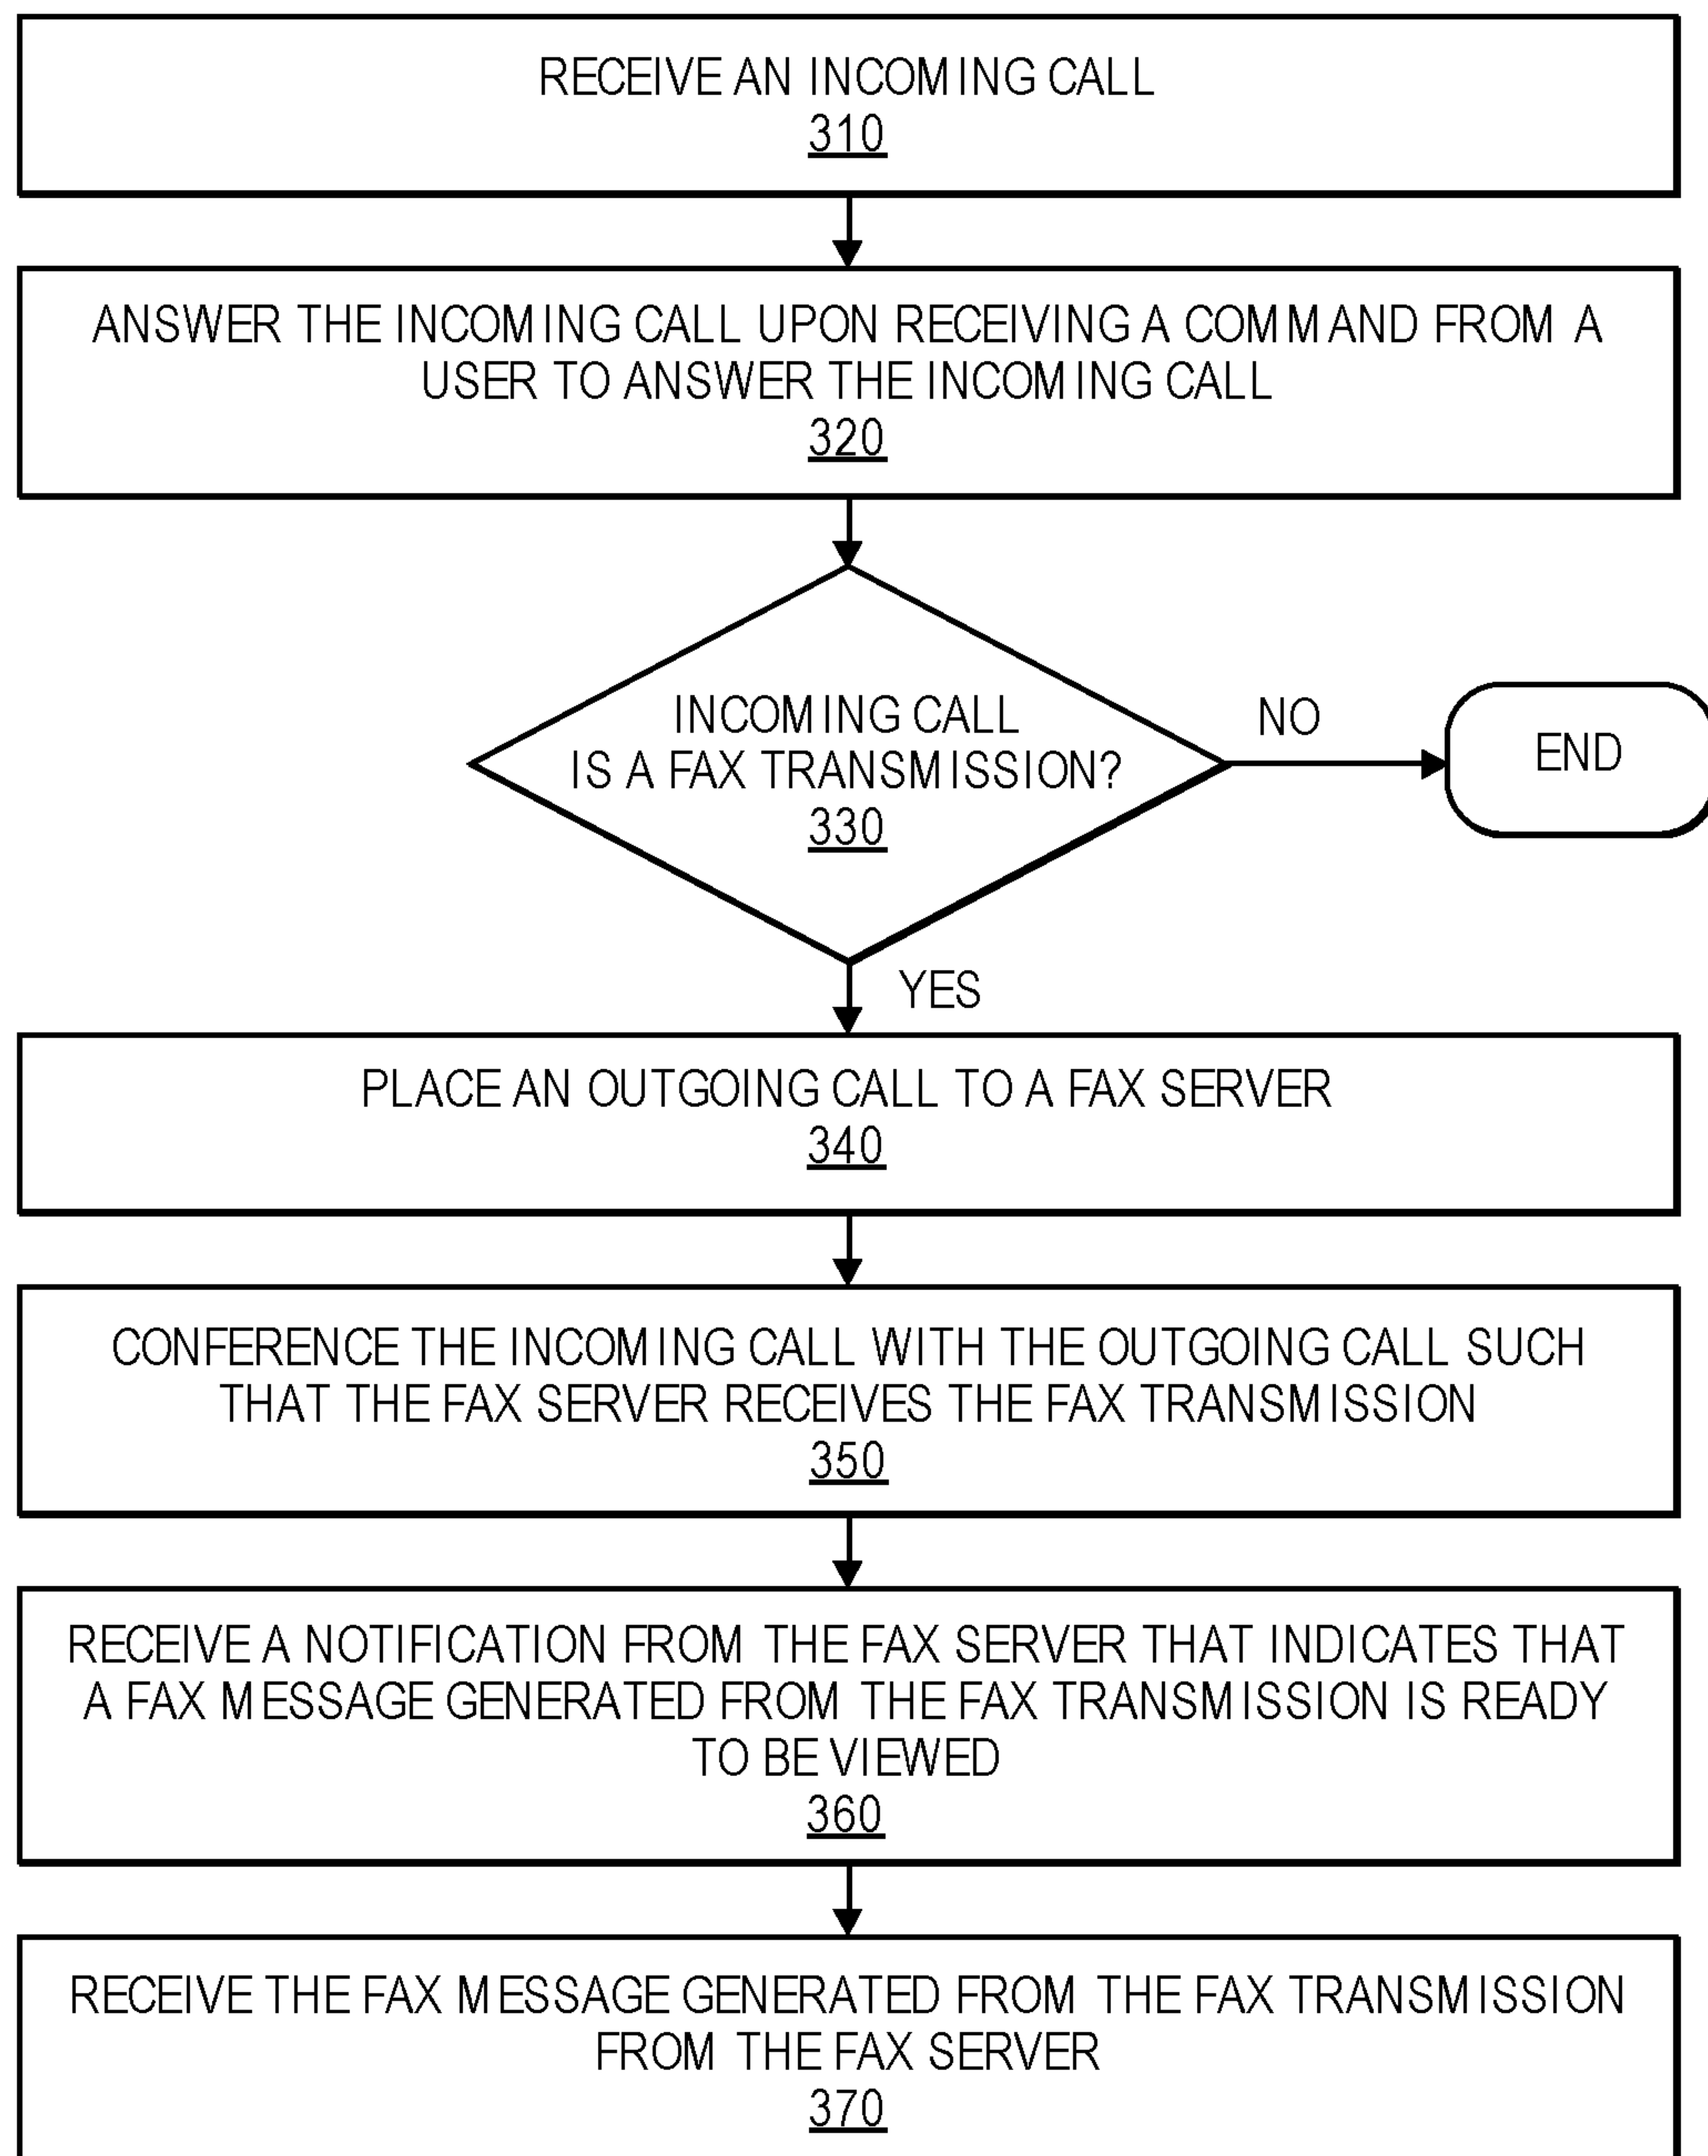 RECEIVE AN INCOMING CALL
310
ANSWER THE INCOMING CALL UPON RECEIVING A COMMAND FROM A
USER TO ANSWER THE INCOMING CALL
320
INCOMING CALL
IS A FAX TRANSMISSION?
330
NO
END
YES
PLACE AN OUTGOING CALL TO A FAX SERVER
340
CONFERENCE THE INCOMING CALL WITH THE OUTGOING CALL SUCH
THAT THE FAX SERVER RECEIVES THE FAX TRANSMISSION
350
RECEIVE A NOTIFICATION FROM THE FAX SERVER THAT INDICATES THAT
A FAX MESSAGE GENERATED FROM THE FAX TRANSMISSION IS READY
TO BE VIEWED
360
RECEIVE THE FAX MESSAGE GENERATED FROM THE FAX TRANSMISSION
FROM THE FAX SERVER
370